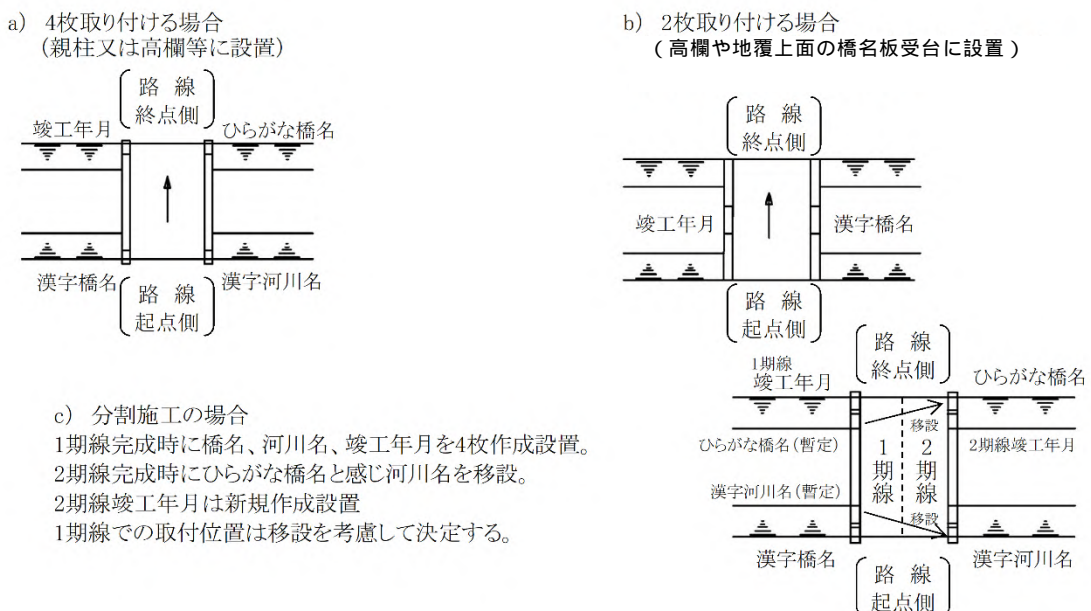 a) 4枚取り付ける場合
(親柱又は高欄等に設置)
路 線
終点側
竣工年月
ひらがな橋名
漢字橋名
漢字河川名
路 線
起点側
b) 2枚取り付ける場合
(高欄や地覆上面の橋名板受台に設置)
路 線
終点側
竣工年月
漢字橋名
路 線
起点側
c) 分割施工の場合
1期線完成時に橋名、河川名、竣工年月を4枚作成設置。
2期線完成時にひらがな橋名と感じ河川名を移設。
2期線竣工年月は新規作成設置
1期線での取付位置は移設を考慮して決定する。
路 線
終点側
1期線
竣工年月
ひらがな橋名
移設
ひらがな橋名(暫定)
1期線
2期線
2期線竣工年月
漢字河川名(暫定)
移設
漢字橋名
漢字河川名
路 線
起点側